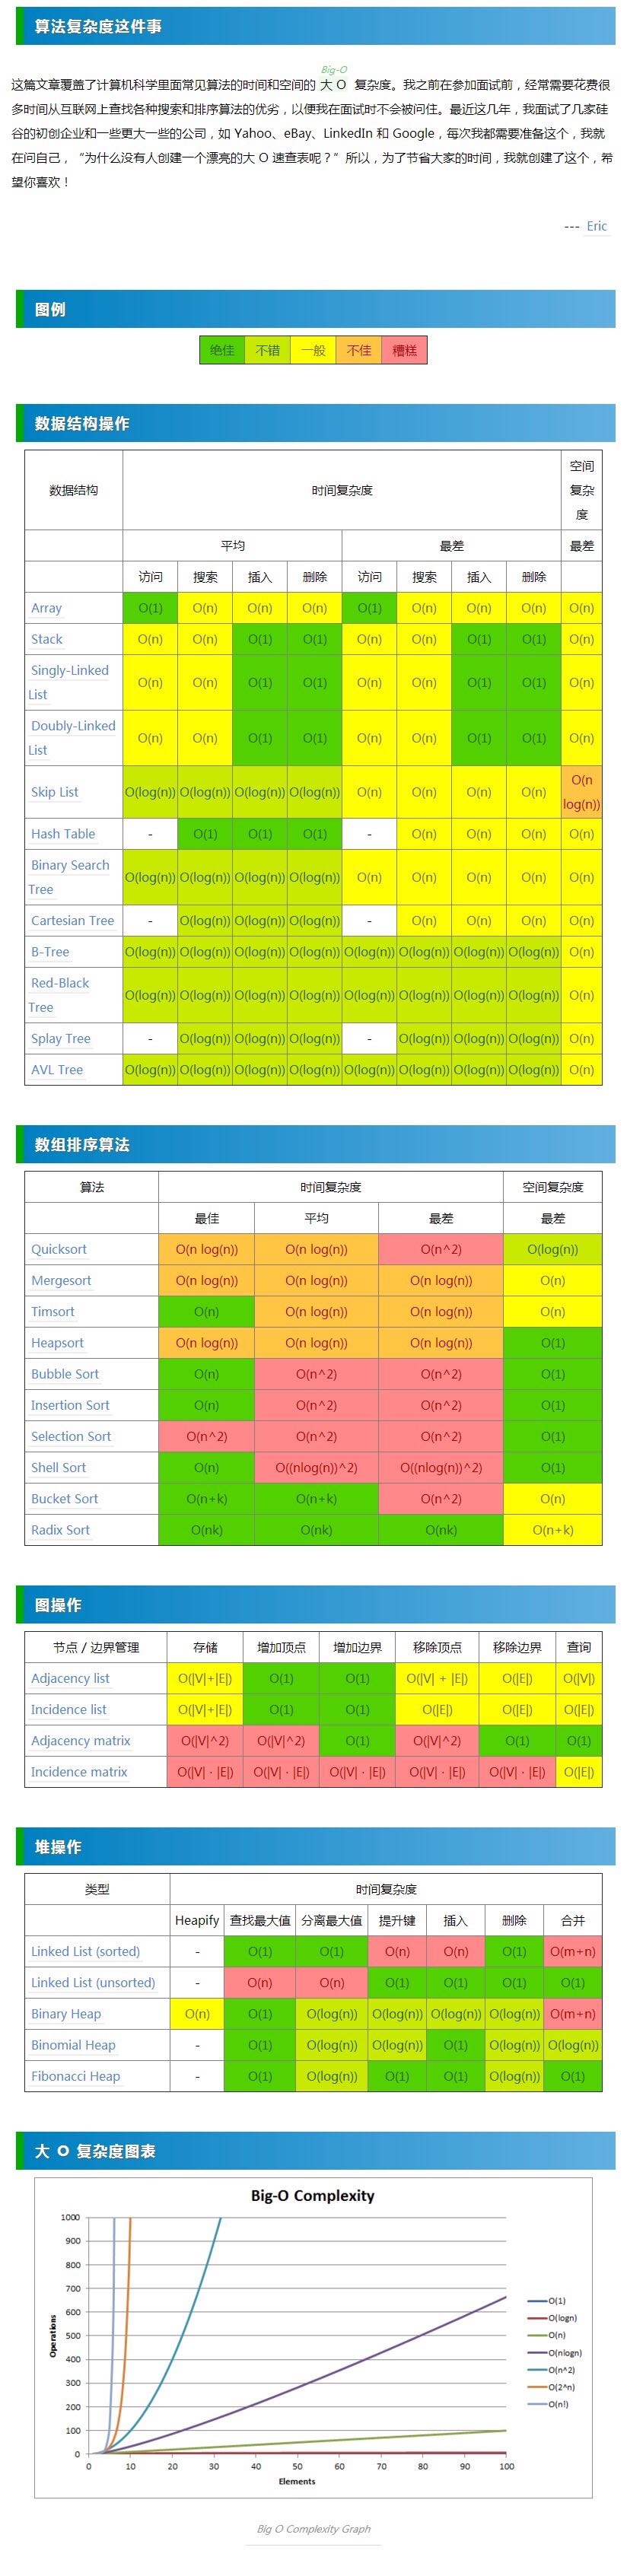 算法复杂度这件事
Big-O
这篇文章覆盖了计算机科学里面常见算法的时间和空间的 大 O 复杂度。我之前在参加面试前，经常需要花费很
多时间从互联网上查找各种搜索和排序算法的优劣，以便我在面试时不会被问住。最近这几年，我面试了几家硅
谷的初创企业和一些更大一些的公司，如 Yahoo、eBay、LinkedIn 和 Google，每次我都需要准备这个，我就
在问自己，“为什么没有人创建一个漂亮的大 O 速查表呢？”所以，为了节省大家的时间，我就创建了这个，希
望你喜欢！
--- Eric
图例
绝佳 不错 一般 不佳 糟糕
数据结构操作
数据结构 时间复杂度 空间复杂度
平均 最差 最差
访问 搜索 插入 删除 访问 搜索 插入 删除
Array O(1) O(n) O(n) O(n) O(1) O(n) O(n) O(n) O(n)
Stack O(n) O(n) O(1) O(1) O(n) O(n) O(1) O(1) O(n)
Singly-Linked List O(n) O(n) O(1) O(1) O(n) O(n) O(1) O(1) O(n)
Doubly-Linked List O(n) O(n) O(1) O(1) O(n) O(n) O(1) O(1) O(n)
Skip List O(log(n)) O(log(n)) O(log(n)) O(log(n)) O(n) O(n) O(n) O(n) O(n log(n))
Hash Table - O(1) O(1) O(1) - O(n) O(n) O(n) O(n)
Binary Search Tree O(log(n)) O(log(n)) O(log(n)) O(log(n)) O(n) O(n) O(n) O(n) O(n)
Cartesian Tree - O(log(n)) O(log(n)) O(log(n)) - O(n) O(n) O(n) O(n)
B-Tree O(log(n)) O(log(n)) O(log(n)) O(log(n)) O(log(n)) O(log(n)) O(log(n)) O(log(n)) O(n)
Red-Black Tree O(log(n)) O(log(n)) O(log(n)) O(log(n)) O(log(n)) O(log(n)) O(log(n)) O(log(n)) O(n)
Splay Tree - O(log(n)) O(log(n)) O(log(n)) - O(log(n)) O(log(n)) O(log(n)) O(n)
AVL Tree O(log(n)) O(log(n)) O(log(n)) O(log(n)) O(log(n)) O(log(n)) O(log(n)) O(log(n)) O(n)
数组排序算法
算法 时间复杂度 空间复杂度
最佳 平均 最差 最差
Quicksort O(n log(n)) O(n log(n)) O(n^2) O(log(n))
Mergesort O(n log(n)) O(n log(n)) O(n log(n)) O(n)
Timsort O(n) O(n log(n)) O(n log(n)) O(n)
Heapsort O(n log(n)) O(n log(n)) O(n log(n)) O(1)
Bubble Sort O(n) O(n^2) O(n^2) O(1)
Insertion Sort O(n) O(n^2) O(n^2) O(1)
Selection Sort O(n^2) O(n^2) O(n^2) O(1)
Shell Sort O(n) O((nlog(n))^2) O((nlog(n))^2) O(1)
Bucket Sort O(n+k) O(n+k) O(n^2) O(n)
Radix Sort O(nk) O(nk) O(nk) O(n+k)
图操作
节点 / 边界管理 存储 增加顶点 增加边界 移除顶点 移除边界 查询
Adjacency list O(|V|+|E|) O(1) O(1) O(|V| + |E|) O(|E|) O(|V|)
Incidence list O(|V|+|E|) O(1) O(1) O(|E|) O(|E|) O(|E|)
Adjacency matrix O(|V|^2) O(|V|^2) O(1) O(|V|^2) O(1) O(1)
Incidence matrix O(|V| · |E|) O(|V| · |E|) O(|V| · |E|) O(|V| · |E|) O(|V| · |E|) O(|E|)
堆操作
类型 时间复杂度
Heapify 查找最大值 分离最大值 提升键 插入 删除 合并
Linked List (sorted) - O(1) O(1) O(n) O(n) O(1) O(m+n)
Linked List (unsorted) - O(n) O(n) O(1) O(1) O(1) O(1)
Binary Heap O(n) O(1) O(log(n)) O(log(n)) O(log(n)) O(log(n)) O(m+n)
Binomial Heap - O(1) O(log(n)) O(log(n)) O(1) O(log(n)) O(log(n))
Fibonacci Heap - O(1) O(log(n)) O(1) O(1) O(log(n)) O(1)
大 O 复杂度图表
Big-O Complexity
1000
900
800
700
600
500
400
300
200
100
0
Operations
0 10 20 30 40 50 60 70 80 90 100
Elements
O(1)
O(logn)
O(n)
O(nlogn)
O(n^2)
O(2^n)
O(n!)
Big O Complexity Graph